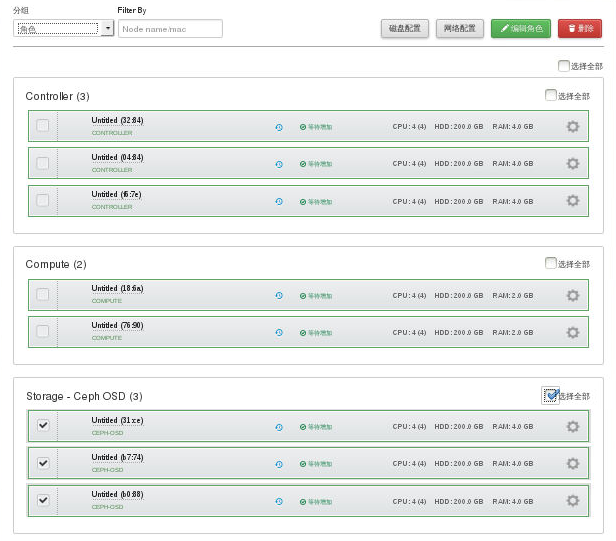 分组
Filter By
角色
Node name/mac
磁盘配置
网络配置
编辑角色
删除
选择全部
Controller (3)
选择全部
Untitled (32:84)
CONTROLLER
等待增加
CPU: 4 (4) HDD: 200.0 GB RAM: 4.0 GB
Untitled (04:84)
CONTROLLER
等待增加
CPU: 4 (4) HDD: 200.0 GB RAM: 4.0 GB
Untitled (f6:7e)
CONTROLLER
等待增加
CPU: 4 (4) HDD: 200.0 GB RAM: 4.0 GB
Compute (2)
选择全部
Untitled (18:6a)
COMPUTE
等待增加
CPU: 4 (4) HDD: 200.0 GB RAM: 2.0 GB
Untitled (76:90)
COMPUTE
等待增加
CPU: 4 (4) HDD: 200.0 GB RAM: 2.0 GB
Storage - Ceph OSD (3)
选择全部
Untitled (31:ce)
CEPH-OSD
等待增加
CPU: 4 (4) HDD: 200.0 GB RAM: 4.0 GB
Untitled (b7:74)
CEPH-OSD
等待增加
CPU: 4 (4) HDD: 200.0 GB RAM: 4.0 GB
Untitled (b0:88)
CEPH-OSD
等待增加
CPU: 4 (4) HDD: 200.0 GB RAM: 4.0 GB